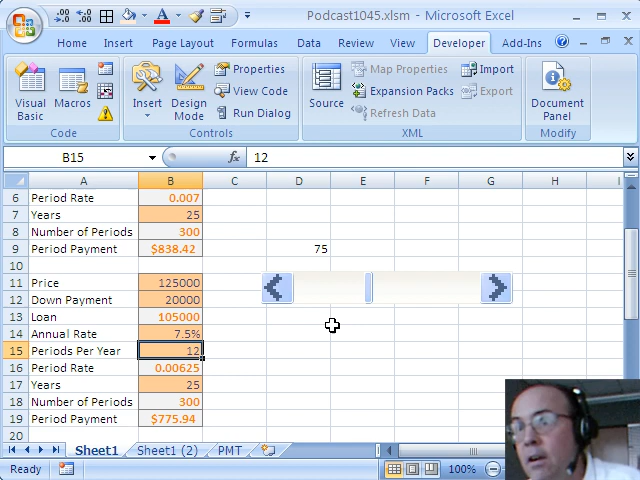 Podcast1045.xlsm - Microsoft Excel
Home Insert Page Layout Formulas Data Review View Developer Add-Ins
Visual Basic Macros Code
Insert Design Mode Properties View Code Run Dialog Controls
Source Map Properties Expansion Packs Refresh Data Import Export XML
Document Panel Modify
B15 fx 12
A B C D E F G H I
6 Period Rate 0.007
7 Years 25
8 Number of Periods 300
9 Period Payment $838.42 75
10
11 Price 125000
12 Down Payment 20000
13 Loan 105000
14 Annual Rate 7.5%
15 Periods Per Year 12
16 Period Rate 0.00625
17 Years 25
18 Number of Periods 300
19 Period Payment $775.94
20
Sheet1 Sheet1 (2) PMT
Ready 100%